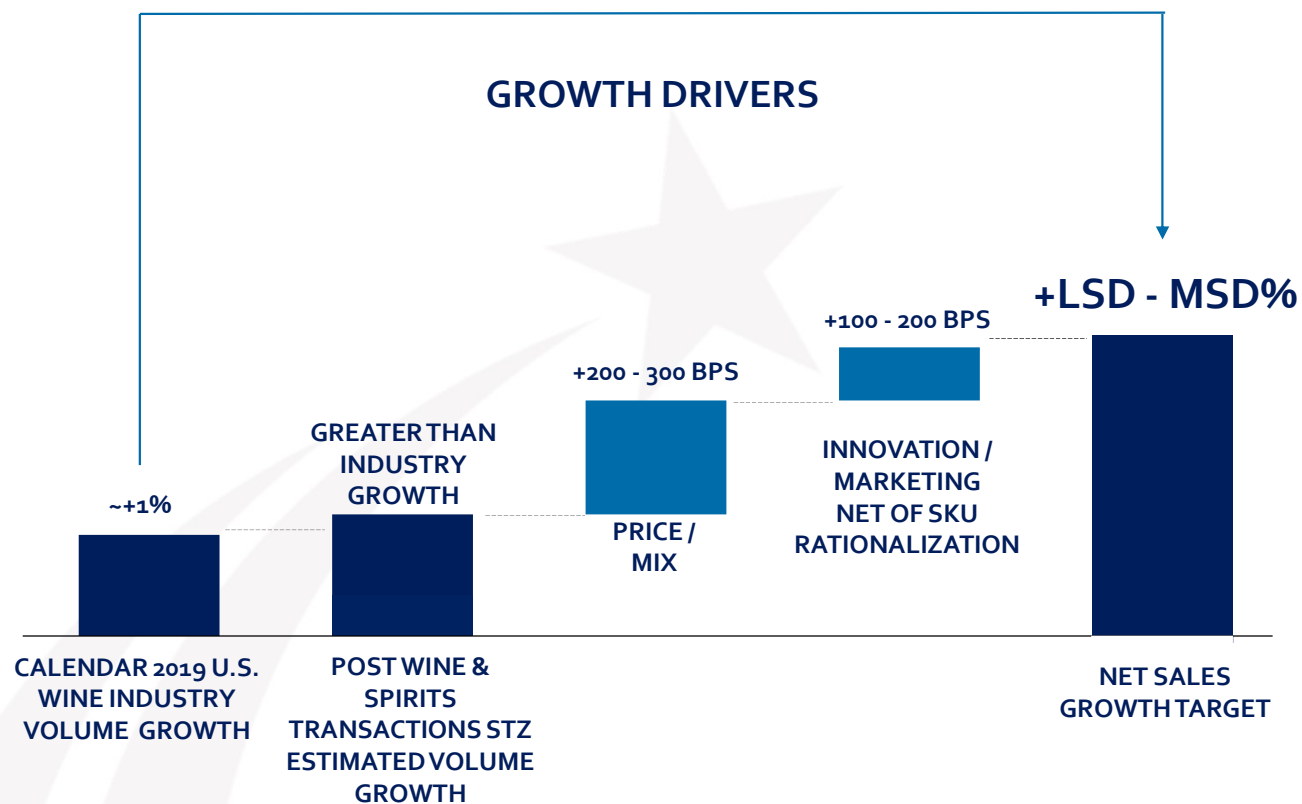 GROWTH DRIVERS
~+1%
CALENDAR 2019 U.S.
WINE INDUSTRY
VOLUME GROWTH
GREATER THAN
INDUSTRY
GROWTH
POST WINE &
SPIRITS
TRANSACTIONS STZ
ESTIMATED VOLUME
GROWTH
+200 - 300 BPS
PRICE /
MIX
+100 - 200 BPS
INNOVATION /
MARKETING
NET OF SKU
RATIONALIZATION
+LSD - MSD%
NET SALES
GROWTH TARGET